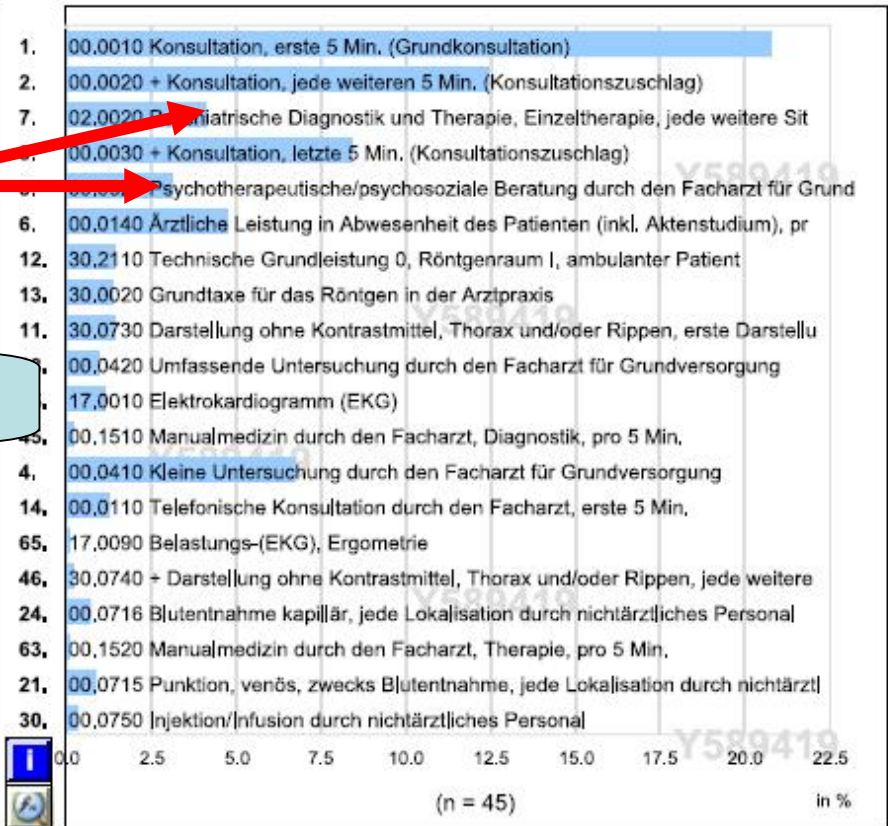 1. 00.0010 Konsultation, erste 5 Min. (Grundkonsultation)
2. 00.0020 + Konsultation, jede weiteren 5 Min. (Konsultationszuschlag)
7. 02.0020 Diagnostik und Therapie, Einzeltherapie, jede weitere Sit
00.0030 + Konsultation, letzte 5 Min. (Konsultationszuschlag)
Y589419
Psychotherapeutische/psychosoziale Beratung durch den Facharzt für Grund
6. 00.0140 Ärztliche Leistung in Abwesenheit des Patienten (inkl. Aktenstudium), pr
12. 30.2110 Technische Grundleistung 0, Röntgenraum I, ambulanter Patient
13. 30.0020 Grundtaxe für das Röntgen in der Arztpraxis
Y589419
11. 30.0730 Darstellung ohne Kontrastmittel, Thorax und/oder Rippen, erste Darstellu
00.0420 Umfassende Untersuchung durch den Facharzt für Grundversorgung
17.0010 Elektrokardiogramm (EKG)
45. 00.1510 Manualmedizin durch den Facharzt, Diagnostik, pro 5 Min.
Y589419
4. 00.0410 Kleine Untersuchung durch den Facharzt für Grundversorgung
14. 00.0110 Telefonische Konsultation durch den Facharzt, erste 5 Min.
65. 17.0090 Belastungs-(EKG), Ergometrie
46. 30.0740 + Darstellung ohne Kontrastmittel, Thorax und/oder Rippen, jede weitere
Y589419
24. 00.0716 Blutentnahme kapillär, jede Lokalisation durch nichtärztliches Personal
63. 00.1520 Manualmedizin durch den Facharzt, Therapie, pro 5 Min.
21. 00.0715 Punktion, venös, zwecks Blutentnahme, jede Lokalisation durch nichtärztl
30. 00.0750 Injektion/Infusion durch nichtärztliches Personal
Y589419
i 0.0 2.5 5.0 7.5 10.0 12.5 15.0 17.5 20.0 22.5
(n = 45) in %